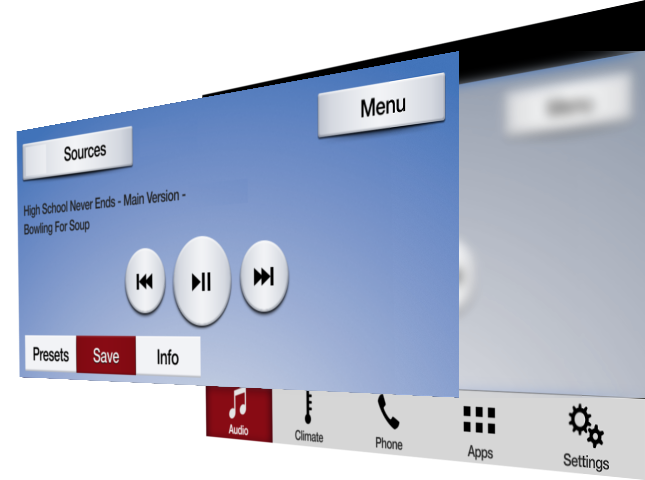 Sources
Menu
High School Never Ends - Main Version -
Bowling For Soup
Presets Save Info
Audio Climate Phone Apps Settings